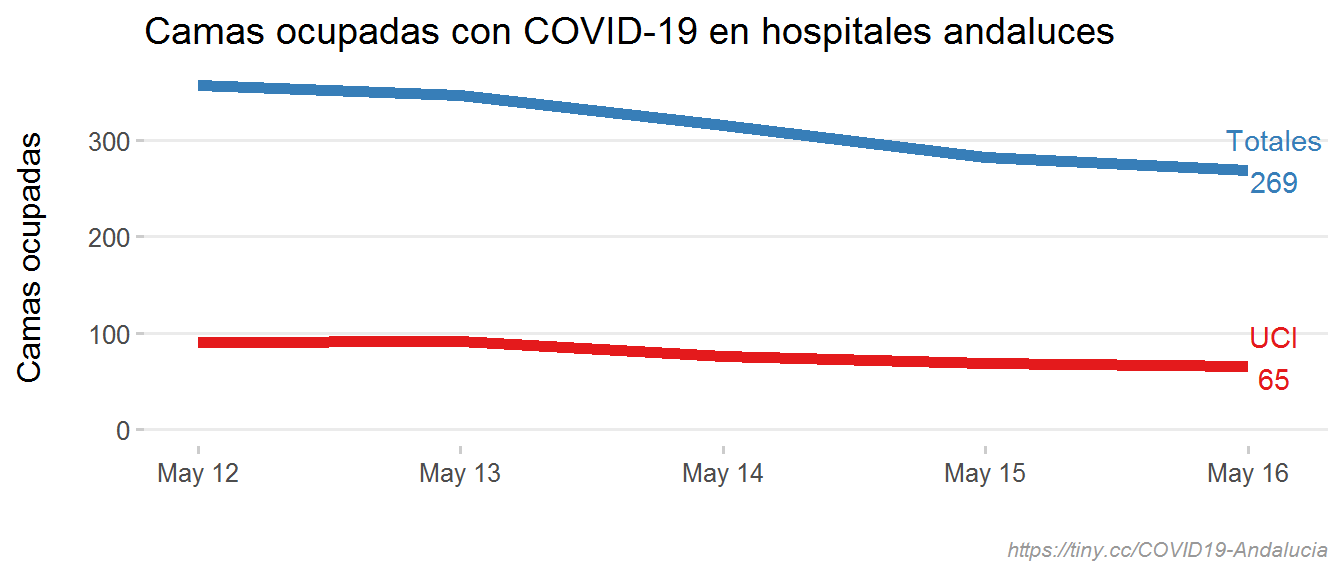 Camas ocupadas con COVID-19 en hospitales andaluces
Camas ocupadas
300
200
100
0
Totales
269
UCI
65
May 12
May 13
May 14
May 15
May 16
https://tiny.cc/COVID19-Andalucia